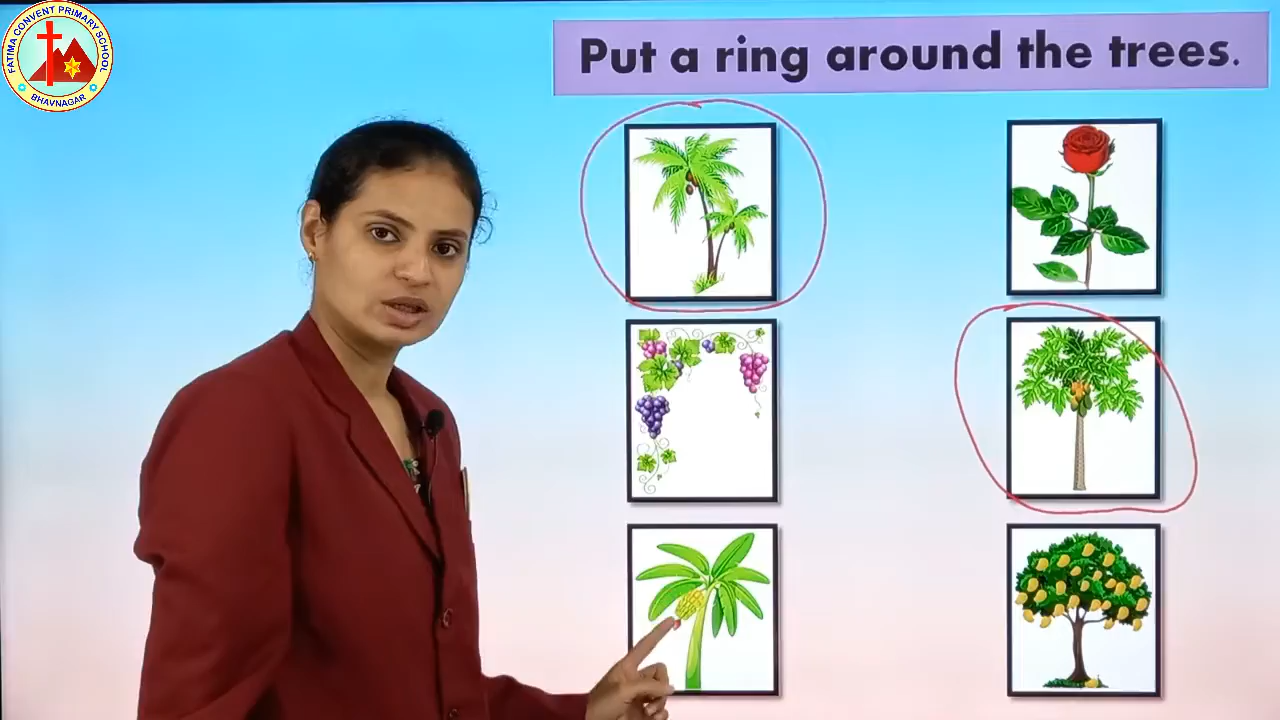 FATIMA CONVENT PRIMARY SCHOOL
BHAVNAGAR
Put a ring around the trees.